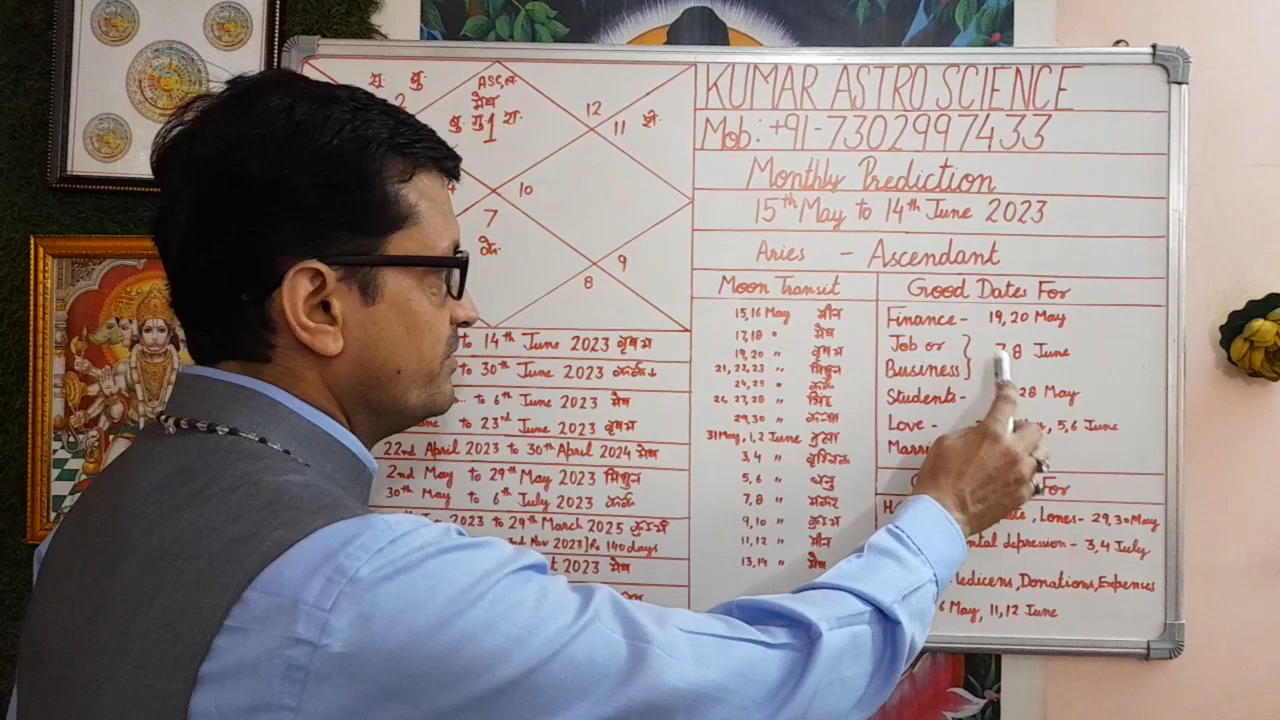 सू. बु.
2
ASC,ल.
मेष
बु. गु 1 रा.
12
11 श.
4
10
7
के.
9
8
KUMAR ASTRO SCIENCE
Mob:+91-7302997433
Monthly Prediction
15th May to 14th June 2023
Aries - Ascendant
Moon Transit
15,16 May मीन
17,18 " मेष
19,20 " वृषभ
21,22,23 " मिथुन
24,25 " कर्क
26,27,28 " सिंह
29,30 " कन्या
31 May,1,2 June तुला
3,4 " वृश्चिक
5,6 " धनु
7,8 " मकर
9,10 " कुम्भ
11,12 " मीन
13,14 " मेष
Good Dates For
Finance- 19,20 May
Job or
Business} 7,8 June
Students- 28 May
Love - , 5,6 June
For
, Lones- 29,30 May
depression - 3,4 July
,Donations,Expences
May, 11,12 June
to 14th June 2023 वृषभ
to 30th June 2023 कर्क↓
to 6th June 2023 मेष
to 23rd June 2023 वृषभ
22nd April 2023 to 30th April 2024 मेष
2nd May to 29th May 2023 मिथुन
30th May to 6th July 2023 कर्क
2023 to 29th March 2025 कुम्भ
Nov 2023] R 140 days
2023 मेष